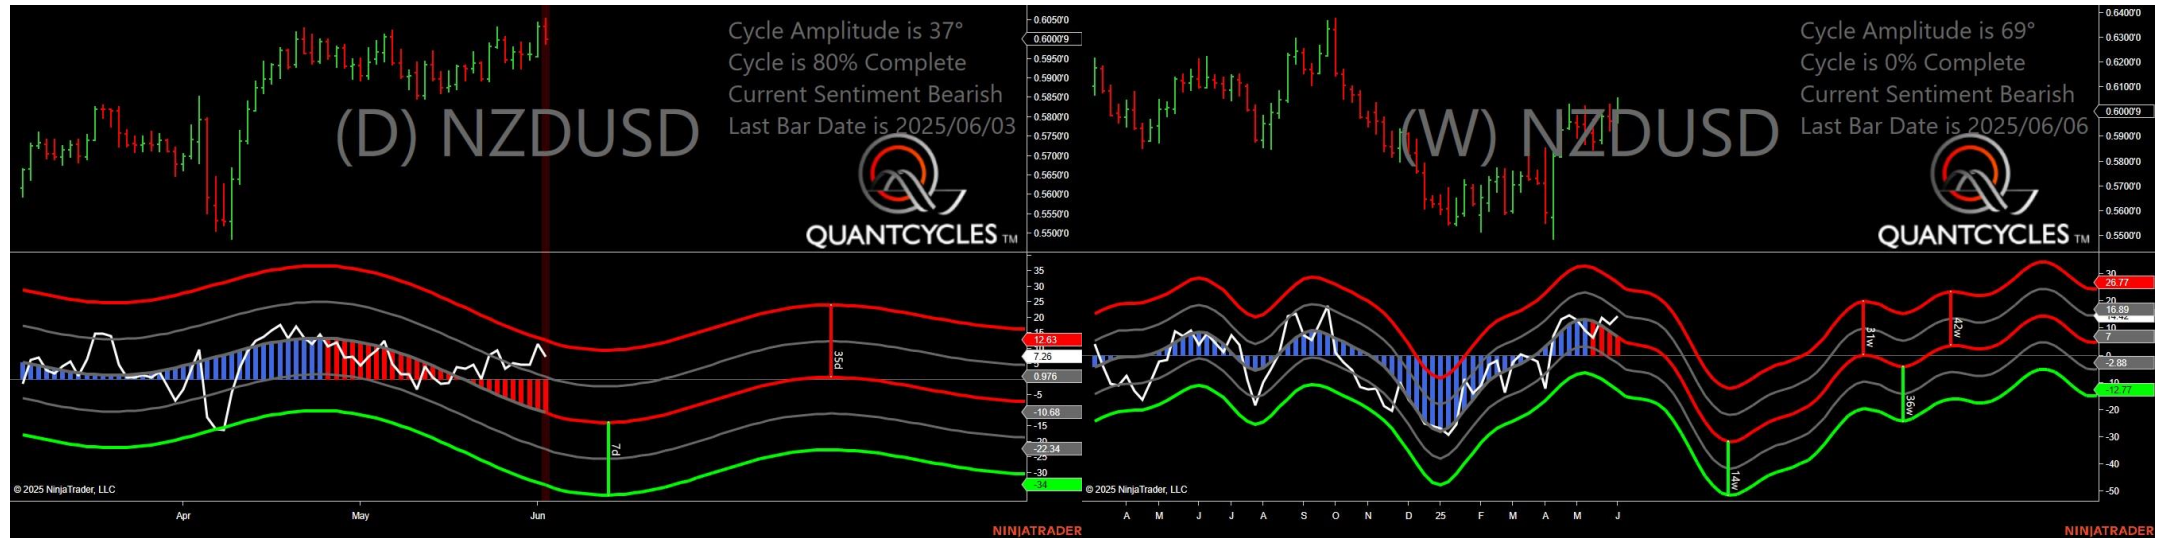 Cycle Amplitude is 37°
Cycle is 80% Complete
Current Sentiment Bearish
Last Bar Date is 2025/06/03
(D) NZDUSD
QUANTCYCLES TM
0.6050'0
0.6000'9
0.5950'0
0.5900'0
0.5850'0
0.5800'0
0.5750'0
0.5700'0
0.5650'0
0.5600'0
0.5550'0
0.5500'0
35
30
25
20
15
12.63
7.26
0.976
-5
-10.68
-15
-22.34
-25
-30
-34
35d
7d
© 2025 NinjaTrader, LLC
Apr
May
Jun
NINJATRADER
Cycle Amplitude is 69°
Cycle is 0% Complete
Current Sentiment Bearish
Last Bar Date is 2025/06/06
(W) NZDUSD
QUANTCYCLES TM
0.6400'0
0.6300'0
0.6200'0
0.6100'0
0.6000'9
0.5900'0
0.5800'0
0.5700'0
0.5600'0
0.5500'0
30
26.77
20
16.89
10
7
-2.88
-10
-12.77
-20
-30
-40
-50
31w
42w
36w
14w
© 2025 NinjaTrader, LLC
A
M
J
J
A
S
O
N
D
25
F
M
A
M
J
NINJATRADER